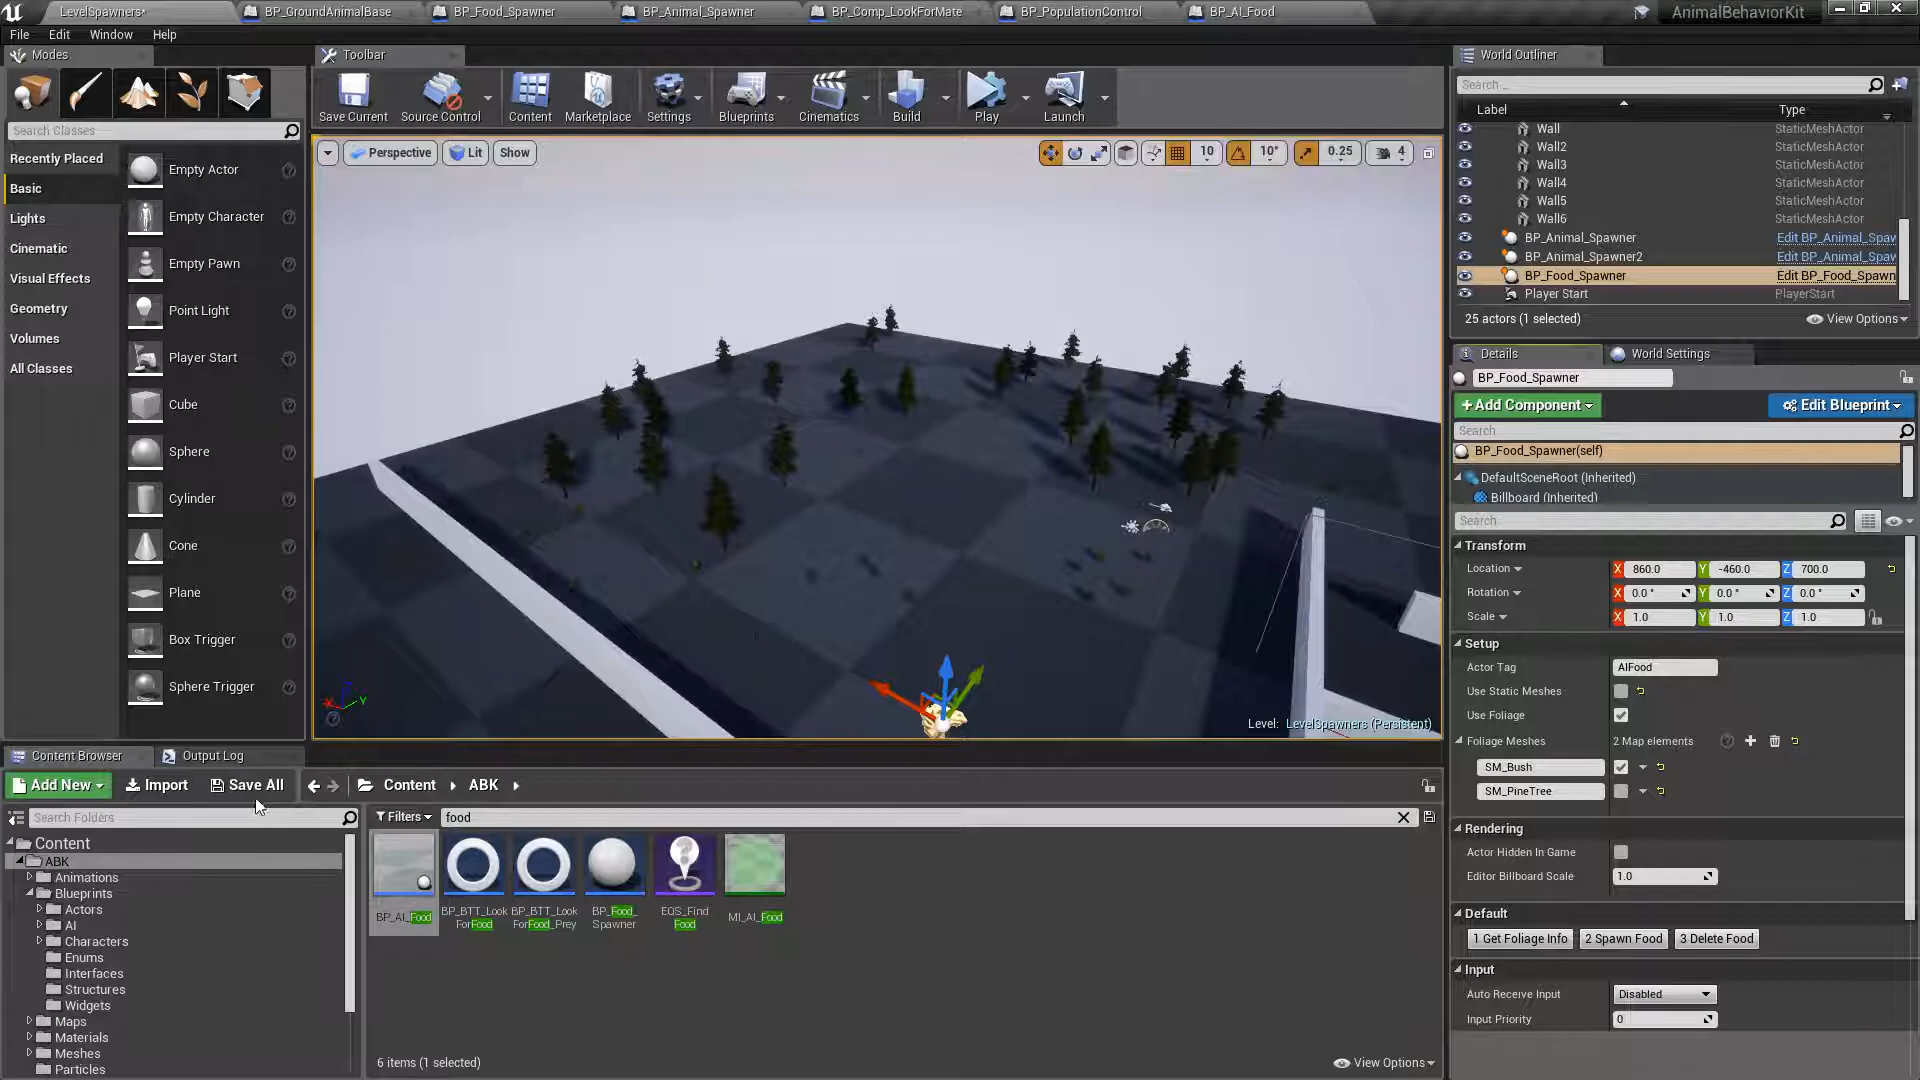 LevelSpawners*
BP_GroundAnimalBase
BP_Food_Spawner
BP_Animal_Spawner
BP_Comp_LookForMate
BP_PopulationControl
BP_AI_Food
AnimalBehaviorKit
File
Edit
Window
Help
Modes
Toolbar
World Outliner
Save Current
Source Control
Content
Marketplace
Settings
Blueprints
Cinematics
Build
Play
Launch
Search Classes
Recently Placed
Basic
Lights
Cinematic
Visual Effects
Geometry
Volumes
All Classes
Empty Actor
Empty Character
Empty Pawn
Point Light
Player Start
Cube
Sphere
Cylinder
Cone
Plane
Box Trigger
Sphere Trigger
Perspective
Lit
Show
10
10°
0.25
4
Level: LevelSpawners (Persistent)
Search...
Label
Type
Wall StaticMeshActor
Wall2 StaticMeshActor
Wall3 StaticMeshActor
Wall4 StaticMeshActor
Wall5 StaticMeshActor
Wall6 StaticMeshActor
BP_Animal_Spawner Edit BP_Animal_Spaw
BP_Animal_Spawner2 Edit BP_Animal_Spaw
BP_Food_Spawner Edit BP_Food_Spawn
Player Start PlayerStart
25 actors (1 selected)
View Options
Details
World Settings
BP_Food_Spawner
+Add Component
Edit Blueprint
Search
BP_Food_Spawner(self)
DefaultSceneRoot (Inherited)
Billboard (Inherited)
Search
Transform
Location X 860.0 Y -460.0 Z 700.0
Rotation X 0.0 ° Y 0.0 ° Z 0.0 °
Scale X 1.0 Y 1.0 Z 1.0
Setup
Actor Tag AIFood
Use Static Meshes
Use Foliage
Foliage Meshes 2 Map elements
SM_Bush
SM_PineTree
Rendering
Actor Hidden In Game
Editor Billboard Scale 1.0
Default
1 Get Foliage Info 2 Spawn Food 3 Delete Food
Input
Auto Receive Input Disabled
Input Priority 0
Content Browser
Output Log
Add New
Import
Save All
Content
ABK
Search Folders
Content
ABK
Animations
Blueprints
Actors
AI
Characters
Enums
Interfaces
Structures
Widgets
Maps
Materials
Meshes
Particles
Filters
food
BP_AI_Food
BP_BTT_Look
ForFood
BP_BTT_Look
ForFood_Prey
BP_Food_
Spawner
EQS_Find
Food
MI_AI_Food
6 items (1 selected)
View Options